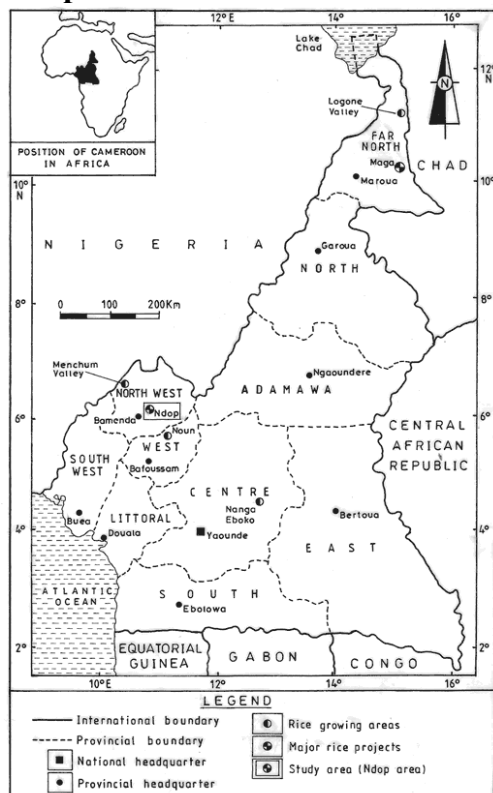 POSITION OF CAMEROON
IN AFRICA
14°
16°
Lake
Chad
12°
12°
N
N
Logone
Valley
FAR
NORTH
Maga
CHAD
Maroua
10°
N
10°
NIGERIA
Garoua
NORTH
0 100 200Km
8°
8°
Menchum
Valley
Ngaoundere
NORTH WEST
ADAMAWA
Ndop
6°
6°
Bamenda
Noun
CENTRAL
AFRICAN
REPUBLIC
WEST
SOUTH
WEST
Bafoussam
CENTRE
Nanga
Eboko
Buea
LITTORAL
Bertoua
4°
4°
Douala
Yaounde
EAST
ATLANTIC
OCEAN
SOUTH
Ebolowa
2°
2°
EQUATORIAL
GUINEA
GABON
CONGO
10°E
12°
14°
16°
LEGEND
International boundary
Provincial boundary
National headquarter
Provincial headquarter
Rice growing areas
Major rice projects
Study area (Ndop area)